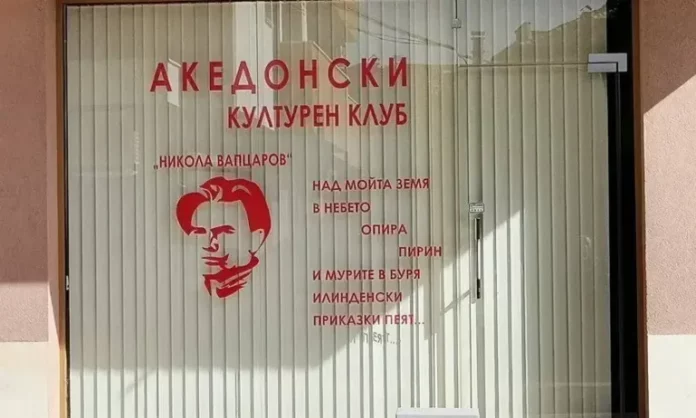 АКЕДОНСКИ
КУЛТУРЕН КЛУБ
„НИКОЛА ВАПЦАРОВ“
НАД МОЙТА ЗЕМЯ
В НЕБЕТО
ОПИРА
ПИРИН
И МУРИТЕ В БУРЯ
ИЛИНДЕНСКИ
ПРИКАЗКИ ПЕЯТ...